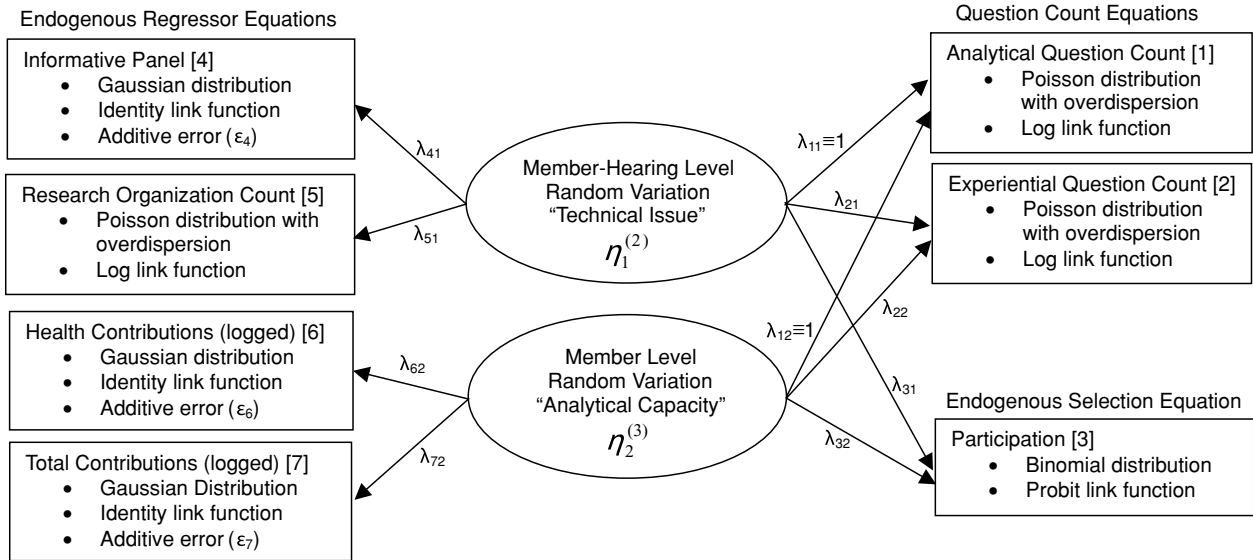 Endogenous Regressor Equations
Informative Panel [4]
• Gaussian distribution
• Identity link function
• Additive error (ε₄)
Research Organization Count [5]
• Poisson distribution with
overdispersion
• Log link function
Health Contributions (logged) [6]
• Gaussian distribution
• Identity link function
• Additive error (ε₆)
Total Contributions (logged) [7]
• Gaussian Distribution
• Identity link function
• Additive error (ε₇)
λ₄₁
λ₅₁
λ₆₂
λ₇₂
Member-Hearing Level
Random Variation
“Technical Issue”
η₁⁽²⁾
Member Level
Random Variation
“Analytical Capacity”
η₂⁽³⁾
λ₁₁≡1
λ₂₁
λ₁₂≡1
λ₂₂
λ₃₁
λ₃₂
Question Count Equations
Analytical Question Count [1]
• Poisson distribution
with overdispersion
• Log link function
Experiential Question Count [2]
• Poisson distribution
with overdispersion
• Log link function
Endogenous Selection Equation
Participation [3]
• Binomial distribution
• Probit link function